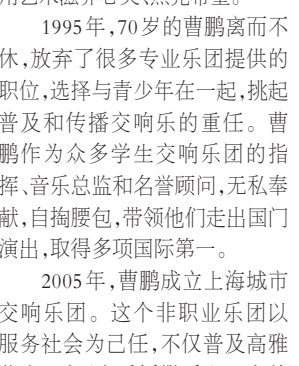 1995年,70岁的曹鹏离而不
休,放弃了很多专业乐团提供的
职位,选择与青少年在一起,挑起
普及和传播交响乐的重任。曹
鹏作为众多学生交响乐团的指
挥、音乐总监和名誉顾问,无私奉
献,自掏腰包,带领他们走出国门
演出,取得多项国际第一。
2005年,曹鹏成立上海城市
交响乐团。这个非职业乐团以
服务社会为己任,不仅普及高雅